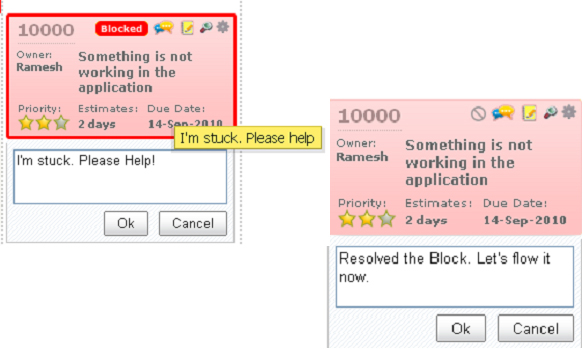 10000 Blocked
Owner:
Ramesh
Something is not
working in the
application
Priority: Estimates: Due Date:
2 days 14-Sep-2010
I'm stuck. Please help
I'm stuck. Please Help!
Ok Cancel
10000
Owner:
Ramesh
Something is not
working in the
application
Priority: Estimates: Due Date:
2 days 14-Sep-2010
Resolved the Block. Let's flow it
now.
Ok Cancel